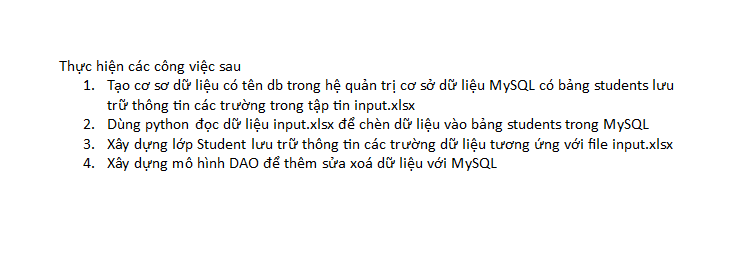 Thực hiện các công việc sau
1. Tạo cơ sơ dữ liệu có tên db trong hệ quản trị cơ sở dữ liệu MySQL có bảng students lưu
trữ thông tin các trường trong tập tin input.xlsx
2. Dùng python đọc dữ liệu input.xlsx để chèn dữ liệu vào bảng students trong MySQL
3. Xây dựng lớp Student lưu trữ thông tin các trường dữ liệu tương ứng với file input.xlsx
4. Xây dựng mô hình DAO để thêm sửa xoá dữ liệu với MySQL